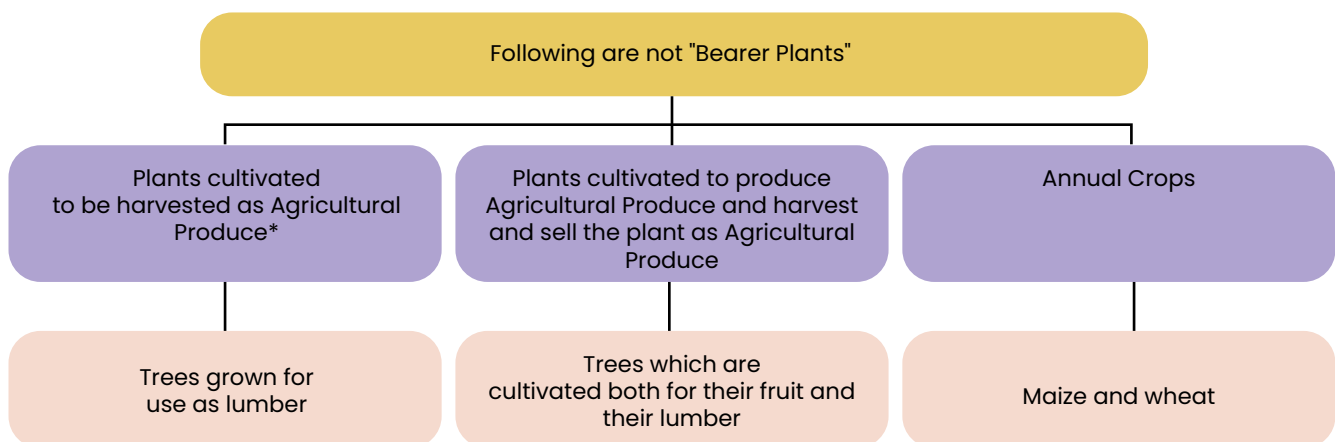 Following are not "Bearer Plants"
Plants cultivated
to be harvested as Agricultural
Produce*
Plants cultivated to produce
Agricultural Produce and harvest
and sell the plant as Agricultural
Produce
Annual Crops
Trees grown for
use as lumber
Trees which are
cultivated both for their fruit and
their lumber
Maize and wheat